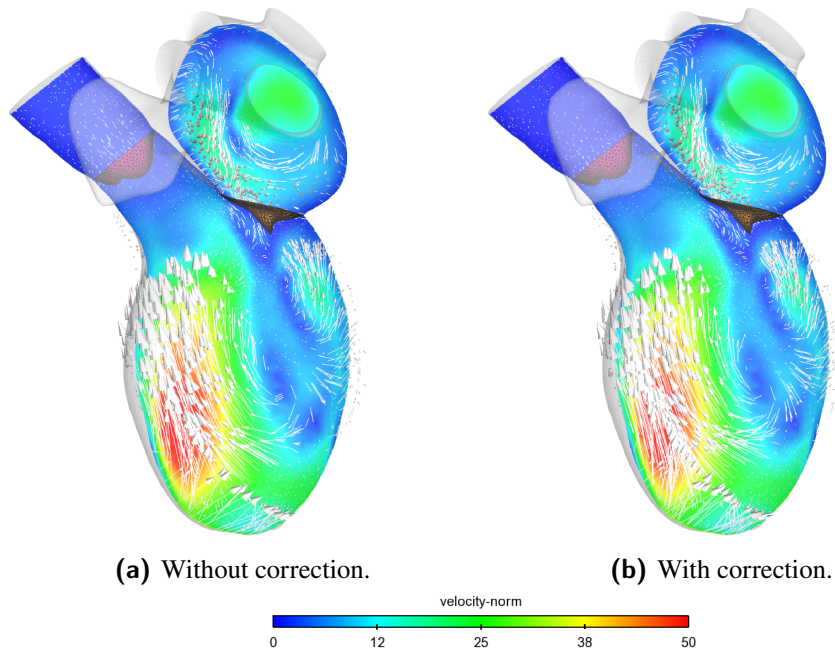 (a) Without correction.
(b) With correction.
velocity-norm
0 12 25 38 50